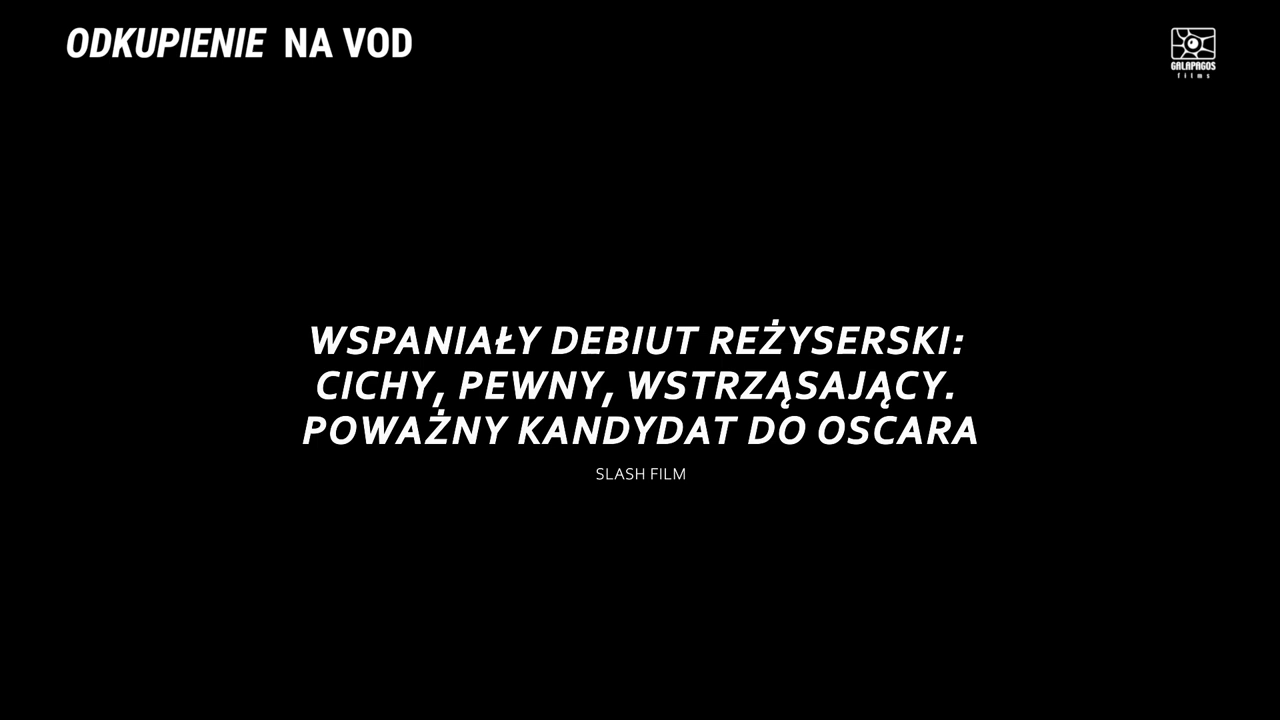 ODKUPIENIE NA VOD
GALAPAGOS
films
WSPANIAŁY DEBIUT REŻYSERSKI:
CICHY, PEWNY, WSTRZĄSAJĄCY.
POWAŻNY KANDYDAT DO OSCARA
SLASH FILM